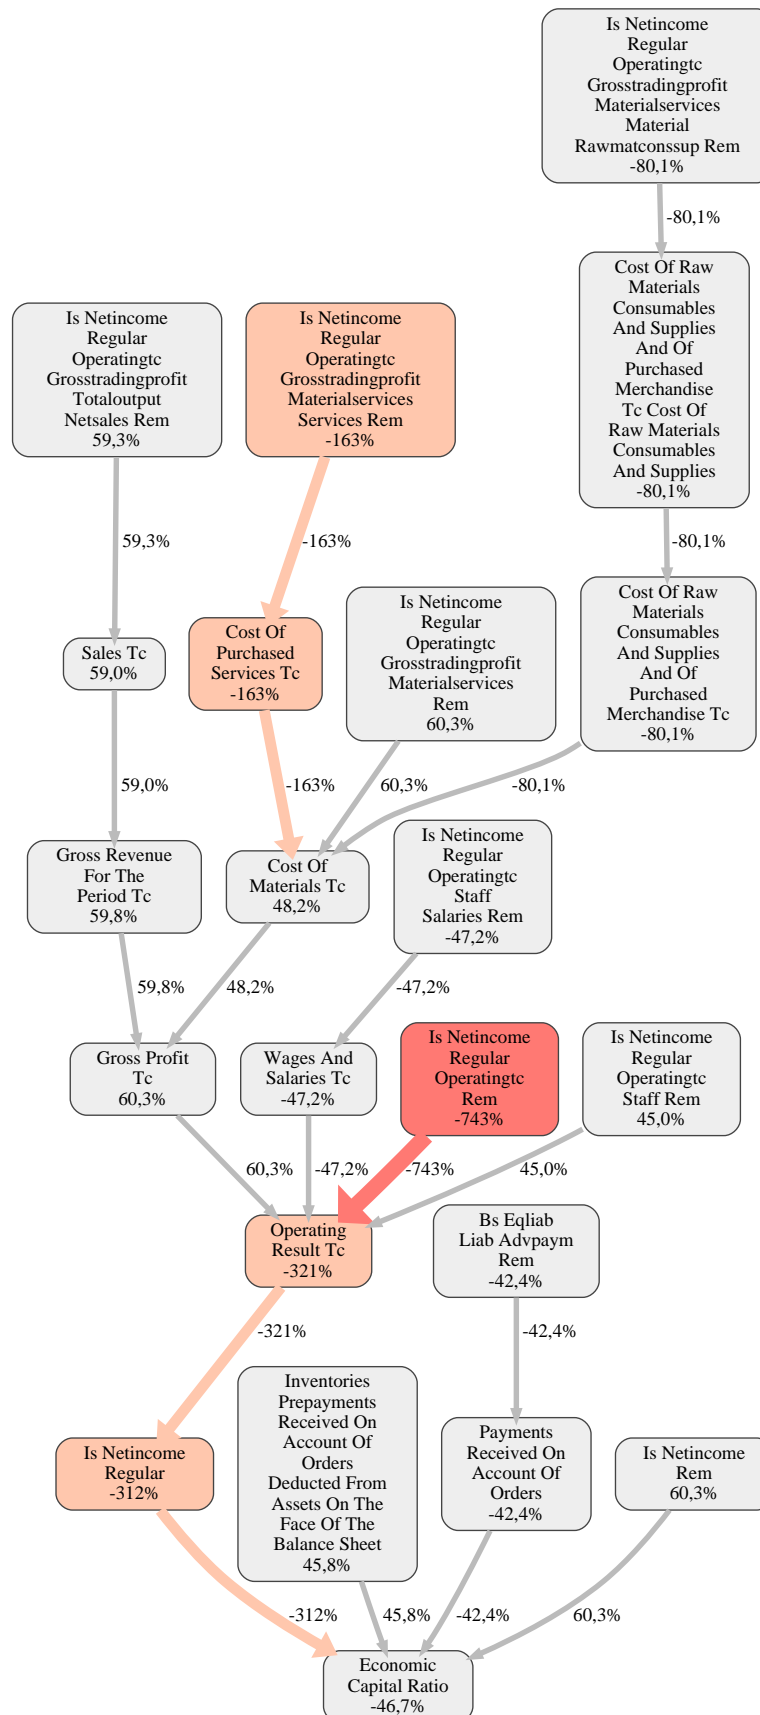 Is Netincome
Regular
Operatingtc
Grosstradingprofit
Materialservices
Material
Rawmatconssup Rem
-80,1%
-80,1%
Cost Of Raw
Materials
Consumables
And Supplies
And Of
Purchased
Merchandise
Tc Cost Of
Raw Materials
Consumables
And Supplies
-80,1%
Is Netincome
Regular
Operatingtc
Grosstradingprofit
Totaloutput
Netsales Rem
59,3%
Is Netincome
Regular
Operatingtc
Grosstradingprofit
Materialservices
Services Rem
-163%
59,3%
-163%
-80,1%
Sales Tc
59,0%
Cost Of
Purchased
Services Tc
-163%
Is Netincome
Regular
Operatingtc
Grosstradingprofit
Materialservices
Rem
60,3%
Cost Of Raw
Materials
Consumables
And Supplies
And Of
Purchased
Merchandise Tc
-80,1%
59,0%
-163%
60,3%
-80,1%
Gross Revenue
For The
Period Tc
59,8%
Cost Of
Materials Tc
48,2%
Is Netincome
Regular
Operatingtc
Staff
Salaries Rem
-47,2%
59,8%
48,2%
-47,2%
Gross Profit
Tc
60,3%
Wages And
Salaries Tc
-47,2%
Is Netincome
Regular
Operatingtc
Rem
-743%
Is Netincome
Regular
Operatingtc
Staff Rem
45,0%
60,3%
-47,2%
-743%
45,0%
Operating
Result Tc
-321%
Bs Eqliab
Liab Advpaym
Rem
-42,4%
-321%
-42,4%
Is Netincome
Regular
-312%
Inventories
Prepayments
Received On
Account Of
Orders
Deducted From
Assets On The
Face Of The
Balance Sheet
45,8%
Payments
Received On
Account Of
Orders
-42,4%
Is Netincome
Rem
60,3%
-312%
45,8%
-42,4%
60,3%
Economic
Capital Ratio
-46,7%